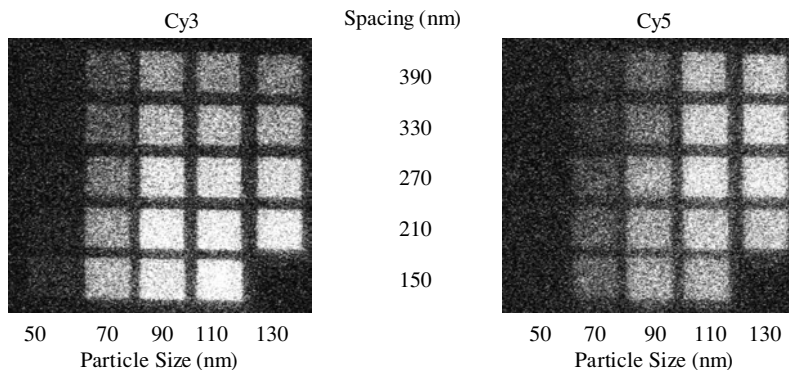 Cy3 Spacing (nm) Cy5
390
330
270
210
150
50 70 90 110 130 50 70 90 110 130
Particle Size (nm) Particle Size (nm)